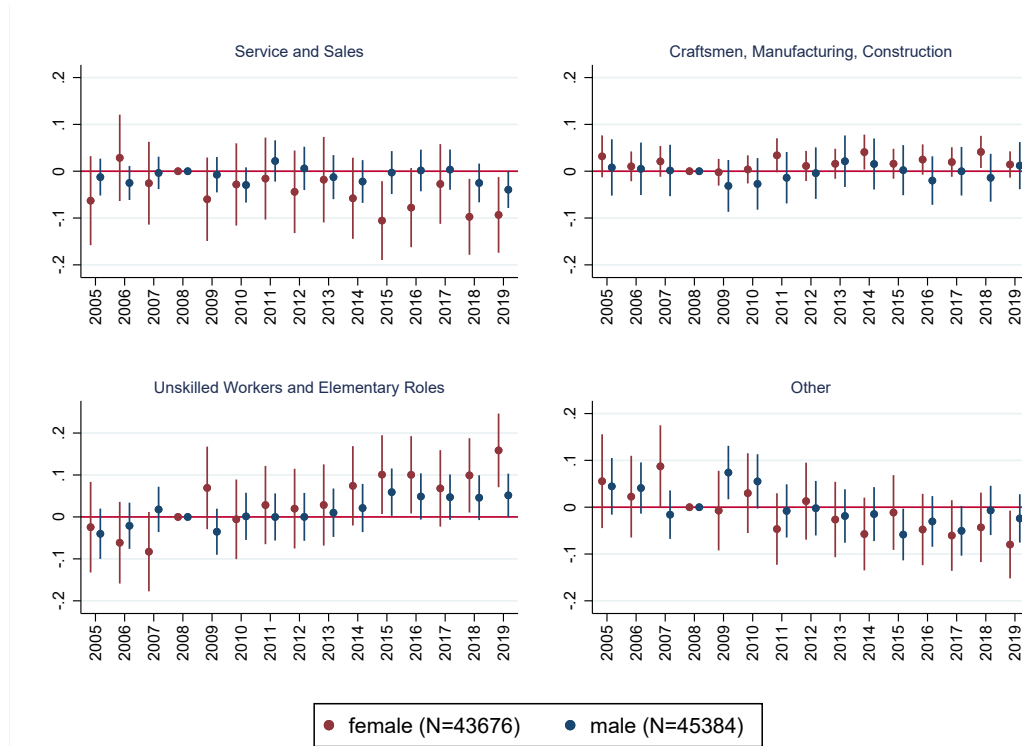 Service and Sales
.2
.1
0
-.1
-.2
2005 2006 2007 2008 2009 2010 2011 2012 2013 2014 2015 2016 2017 2018 2019
Craftsmen, Manufacturing, Construction
.2
.1
0
-.1
-.2
2005 2006 2007 2008 2009 2010 2011 2012 2013 2014 2015 2016 2017 2018 2019
Unskilled Workers and Elementary Roles
.2
.1
0
-.1
-.2
2005 2006 2007 2008 2009 2010 2011 2012 2013 2014 2015 2016 2017 2018 2019
Other
.2
.1
0
-.1
-.2
2005 2006 2007 2008 2009 2010 2011 2012 2013 2014 2015 2016 2017 2018 2019
female (N=43676) male (N=45384)